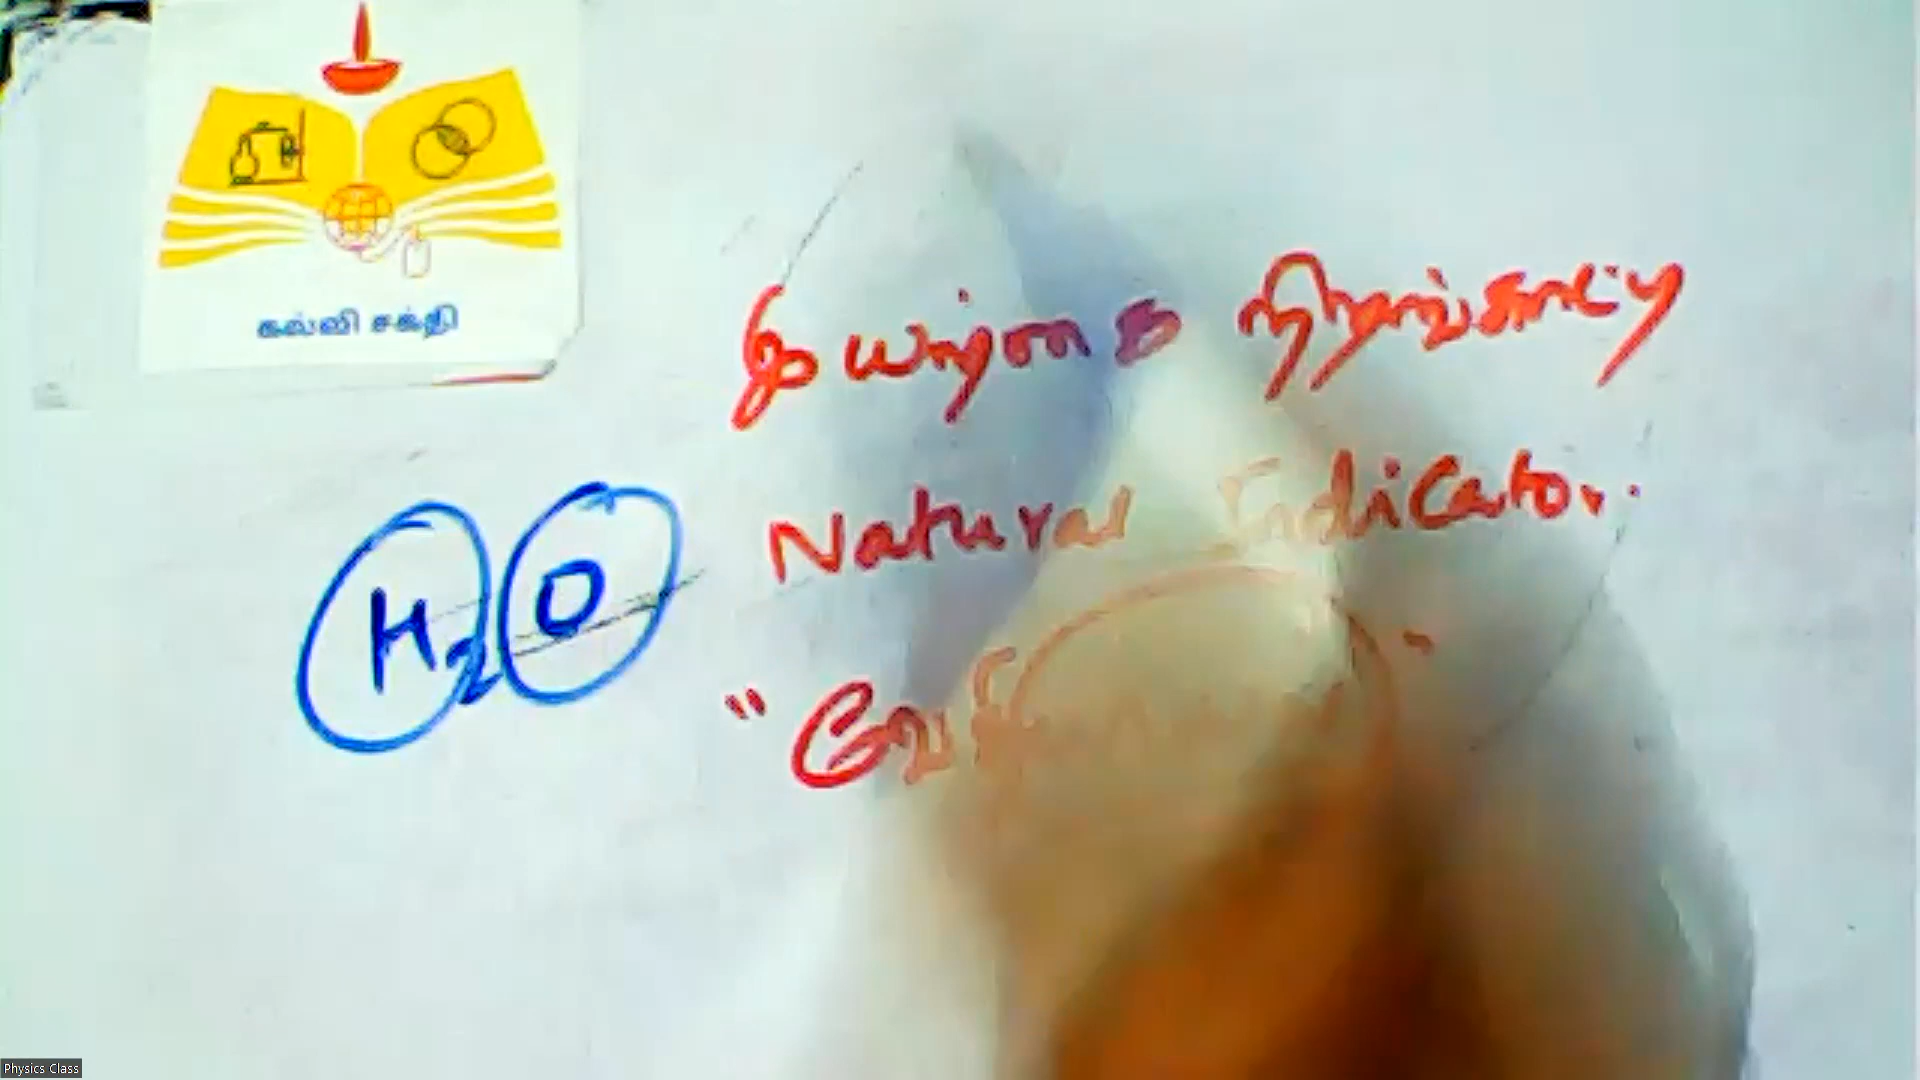 கல்வி சக்தி
இயற்கை நிறங்காட்டி
Natural Indicator.
H2O
Physics Class